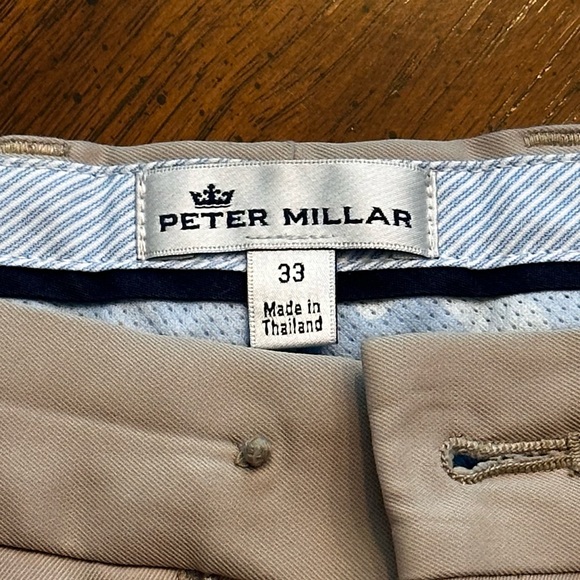 PETER MILLAR
33
Made in
Thailand